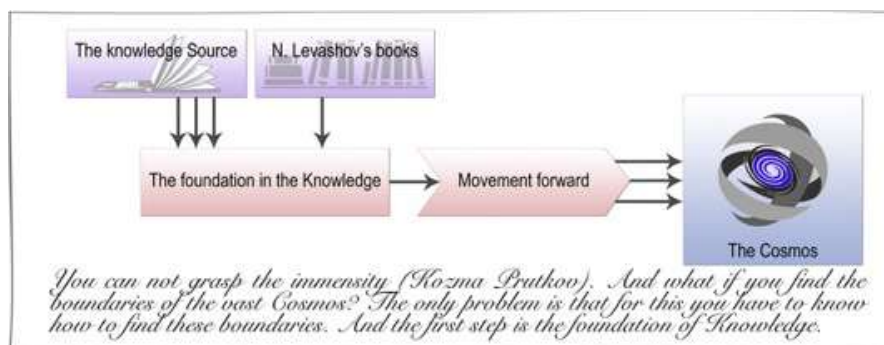 The knowledge Source
N. Levashov's books
The foundation in the Knowledge
Movement forward
The Cosmos
You can not grasp the immensity (Kozma Prutkov). And what if you find the
boundaries of the vast Cosmos? The only problem is that for this you have to know
how to find these boundaries. And the first step is the foundation of Knowledge.